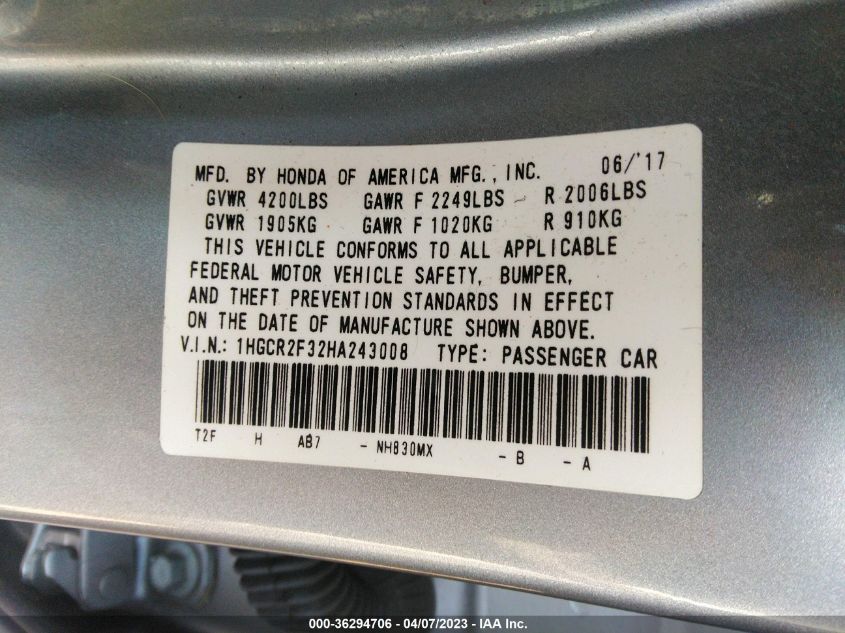 MFD. BY HONDA OF AMERICA MFG., INC. 06/'17
GVWR 4200LBS GAWR F 2249LBS R 2006LBS
GVWR 1905KG GAWR F 1020KG R 910KG
THIS VEHICLE CONFORMS TO ALL APPLICABLE
FEDERAL MOTOR VEHICLE SAFETY, BUMPER,
AND THEFT PREVENTION STANDARDS IN EFFECT
ON THE DATE OF MANUFACTURE SHOWN ABOVE.
V.I.N.: 1HGCR2F32HA243008 TYPE: PASSENGER CAR
T2F H AB7 - NH830MX - B - A
000-36294706 - 04/07/2023 - IAA Inc.